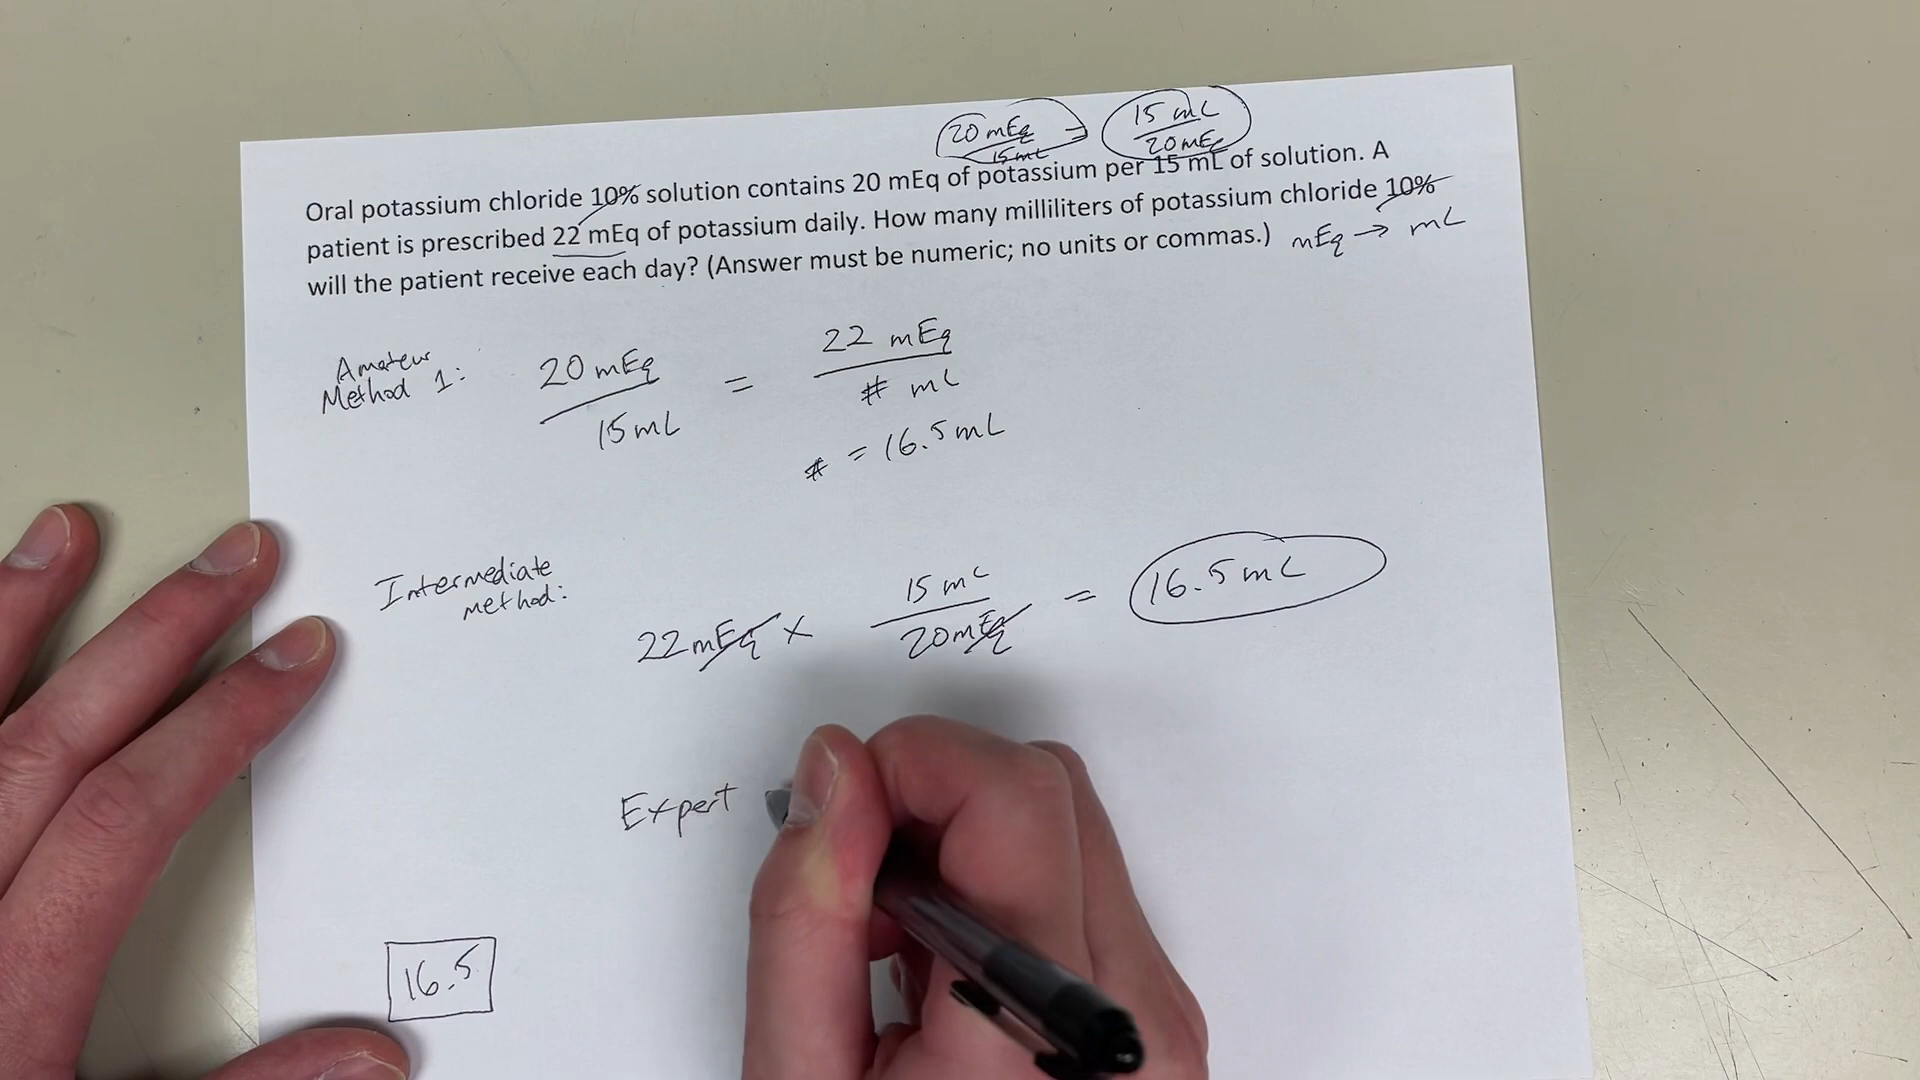 20 mEq = 15 mL
15mL 20mEq
Oral potassium chloride 10% solution contains 20 mEq of potassium per 15 mL of solution. A
patient is prescribed 22 mEq of potassium daily. How many milliliters of potassium chloride 10%
will the patient receive each day? (Answer must be numeric; no units or commas.) mEq → mL
Amateur
Method 1:
20 mEq = 22 mEq
15 mL # mL
# = 16.5 mL
Intermediate
method:
15 mL
22 mEq x 20 mEq = 16.5 mL
Expert
16.5